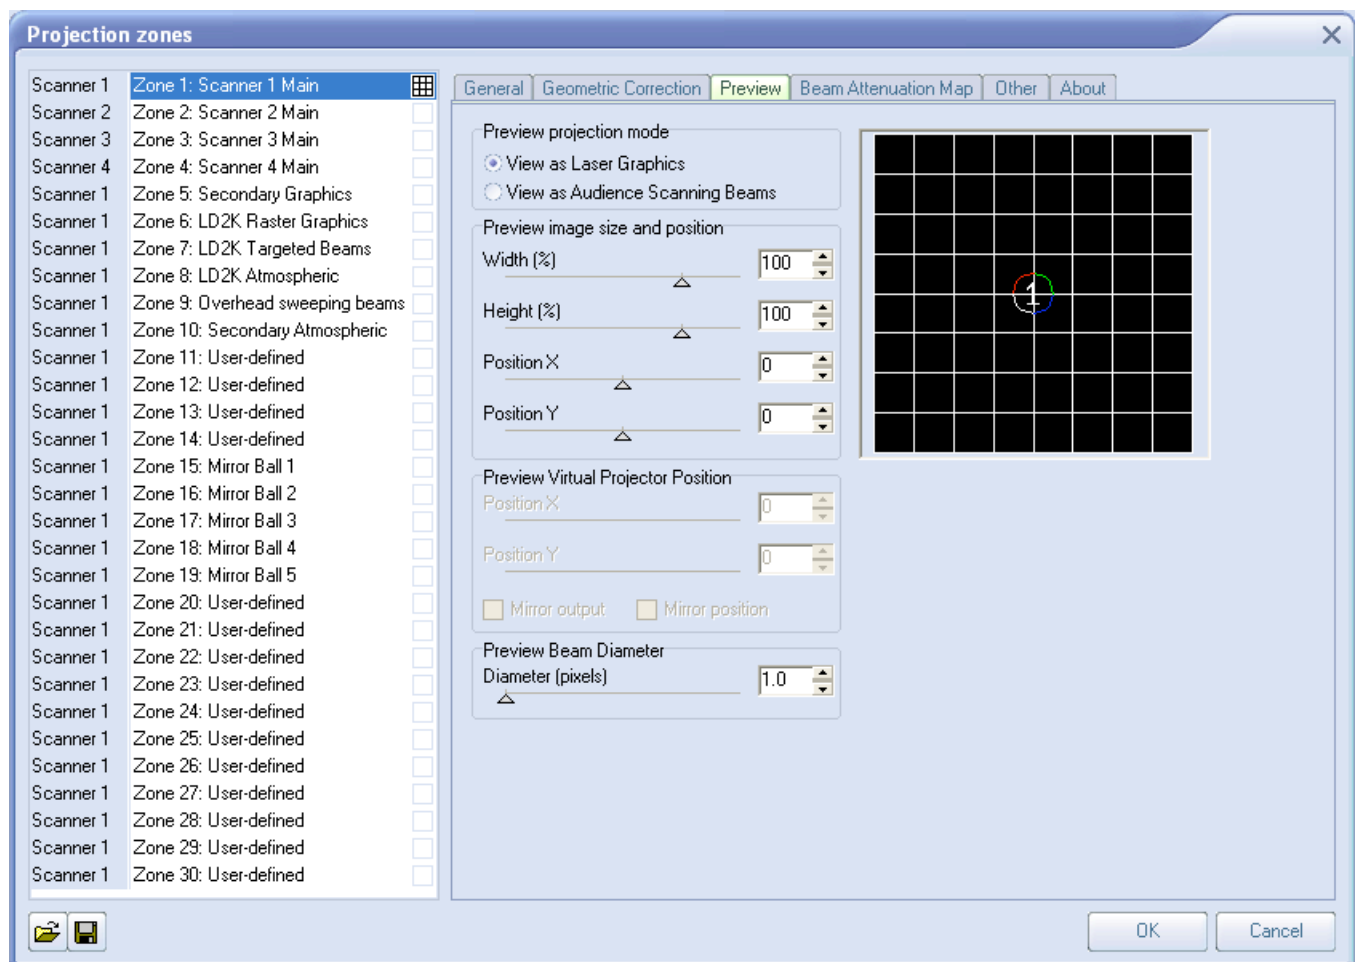 Projection zones
Scanner 1 Zone 1: Scanner 1 Main
Scanner 2 Zone 2: Scanner 2 Main
Scanner 3 Zone 3: Scanner 3 Main
Scanner 4 Zone 4: Scanner 4 Main
Scanner 1 Zone 5: Secondary Graphics
Scanner 1 Zone 6: LD2K Raster Graphics
Scanner 1 Zone 7: LD2K Targeted Beams
Scanner 1 Zone 8: LD2K Atmospheric
Scanner 1 Zone 9: Overhead sweeping beams
Scanner 1 Zone 10: Secondary Atmospheric
Scanner 1 Zone 11: User-defined
Scanner 1 Zone 12: User-defined
Scanner 1 Zone 13: User-defined
Scanner 1 Zone 14: User-defined
Scanner 1 Zone 15: Mirror Ball 1
Scanner 1 Zone 16: Mirror Ball 2
Scanner 1 Zone 17: Mirror Ball 3
Scanner 1 Zone 18: Mirror Ball 4
Scanner 1 Zone 19: Mirror Ball 5
Scanner 1 Zone 20: User-defined
Scanner 1 Zone 21: User-defined
Scanner 1 Zone 22: User-defined
Scanner 1 Zone 23: User-defined
Scanner 1 Zone 24: User-defined
Scanner 1 Zone 25: User-defined
Scanner 1 Zone 26: User-defined
Scanner 1 Zone 27: User-defined
Scanner 1 Zone 28: User-defined
Scanner 1 Zone 29: User-defined
Scanner 1 Zone 30: User-defined
General Geometric Correction Preview Beam Attenuation Map Other About
Preview projection mode
View as Laser Graphics
View as Audience Scanning Beams
Preview image size and position
Width (%) 100
Height (%) 100
Position X 0
Position Y 0
Preview Virtual Projector Position
Position X 0
Position Y 0
Mirror output Mirror position
Preview Beam Diameter
Diameter (pixels) 1.0
1
OK Cancel